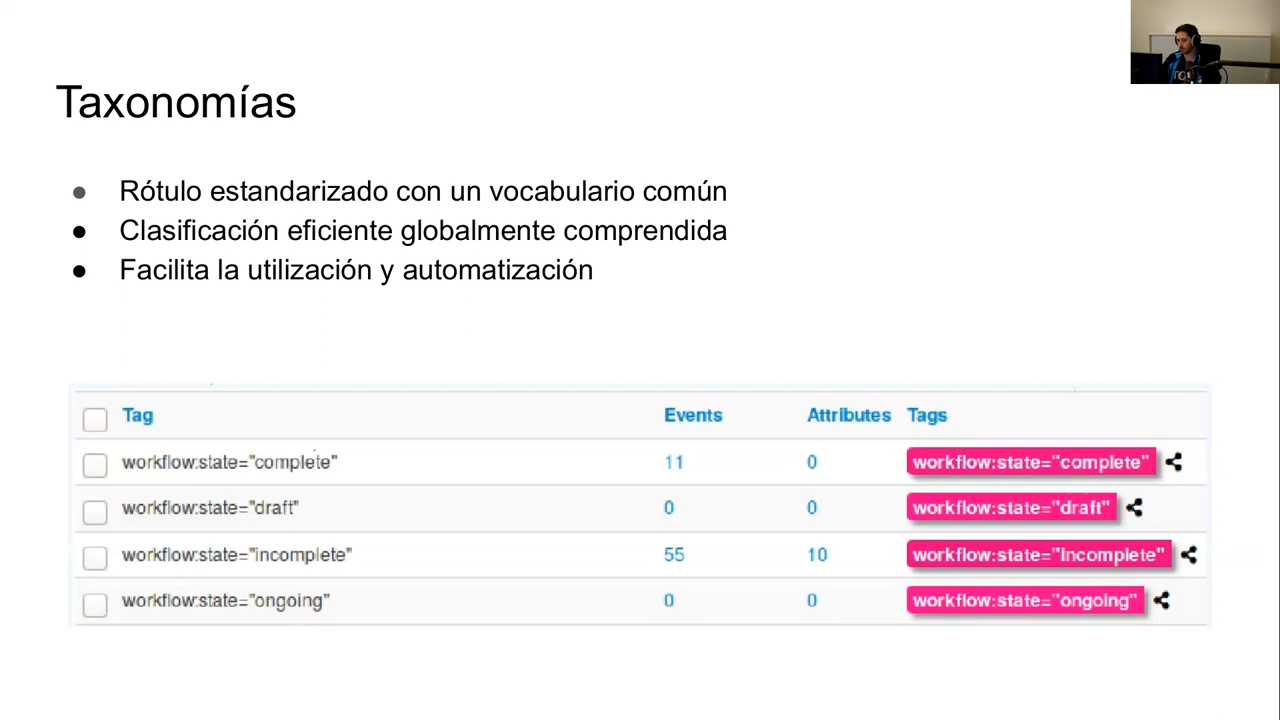 Taxonomías
● Rótulo estandarizado con un vocabulario común
● Clasificación eficiente globalmente comprendida
● Facilita la utilización y automatización
Tag Events Attributes Tags
workflow:state="complete" 11 0 workflow:state="complete"
workflow:state="draft" 0 0 workflow:state="draft"
workflow:state="incomplete" 55 10 workflow:state="incomplete"
workflow:state="ongoing" 0 0 workflow:state="ongoing"